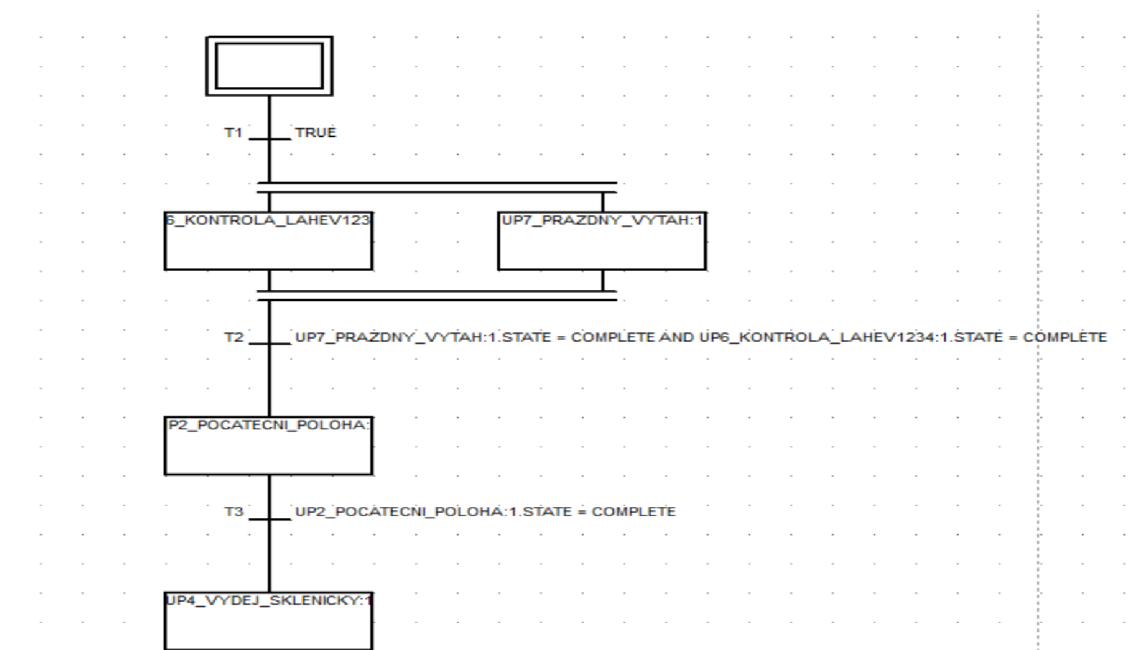 T1 TRUE
6_KONTROLA_LAHEV123 UP7_PRAZDNY_VYTAH:1
T2 UP7_PRAZDNY_VYTAH:1.STATE = COMPLETE AND UP6_KONTROLA_LAHEV1234:1.STATE = COMPLETE
P2_POCATECNI_POLOHA:
T3 UP2_POCATECNI_POLOHA:1.STATE = COMPLETE
UP4_VYDEJ_SKLENICKY:1